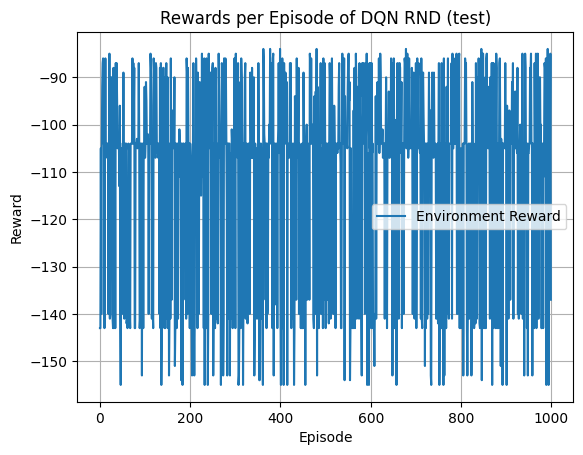 Rewards per Episode of DQN RND (test)
Reward
−90
−100
−110
−120
−130
−140
−150
Environment Reward
0 200 400 600 800 1000
Episode